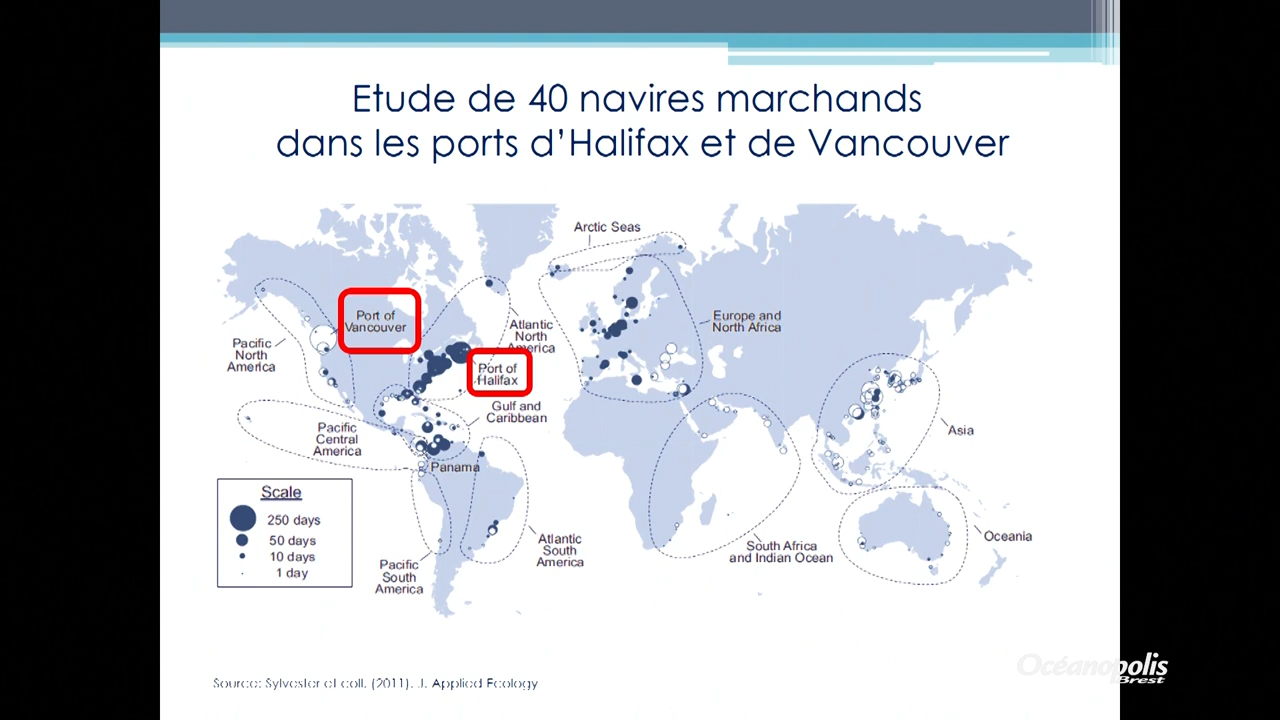 Etude de 40 navires marchands
dans les ports d'Halifax et de Vancouver
Arctic Seas
Port of
Vancouver
Europe and
North Africa
Atlantic
North
America
Pacific
North
America
Port of
Halifax
Gulf and
Caribbean
Pacific
Central
America
Asia
Panama
Scale
250 days
50 days
10 days
1 day
Oceania
Atlantic
South
America
South Africa
and Indian Ocean
Pacific
South
America
Source: Sylvester et coll. (2011). J. Applied Ecology
Océanopolis
Brest